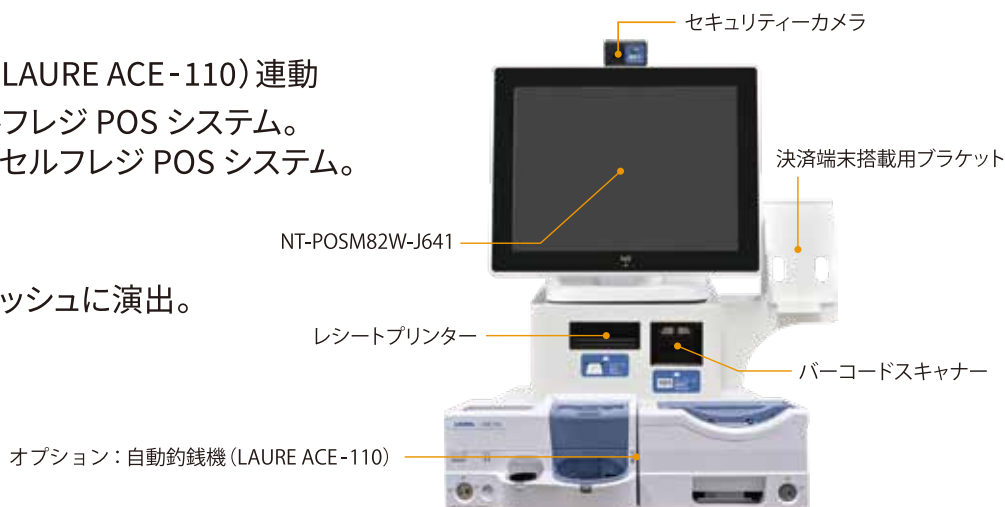 セキュリティーカメラ
LAURE ACE-110）連動
フレジ POS システム。
セルフレジ POS システム。
決済端末搭載用ブラケット
NT-POSM82W-J641
ッシュに演出。
レシートプリンター
バーコードスキャナー
オプション：自動釣銭機（LAURE ACE-110）